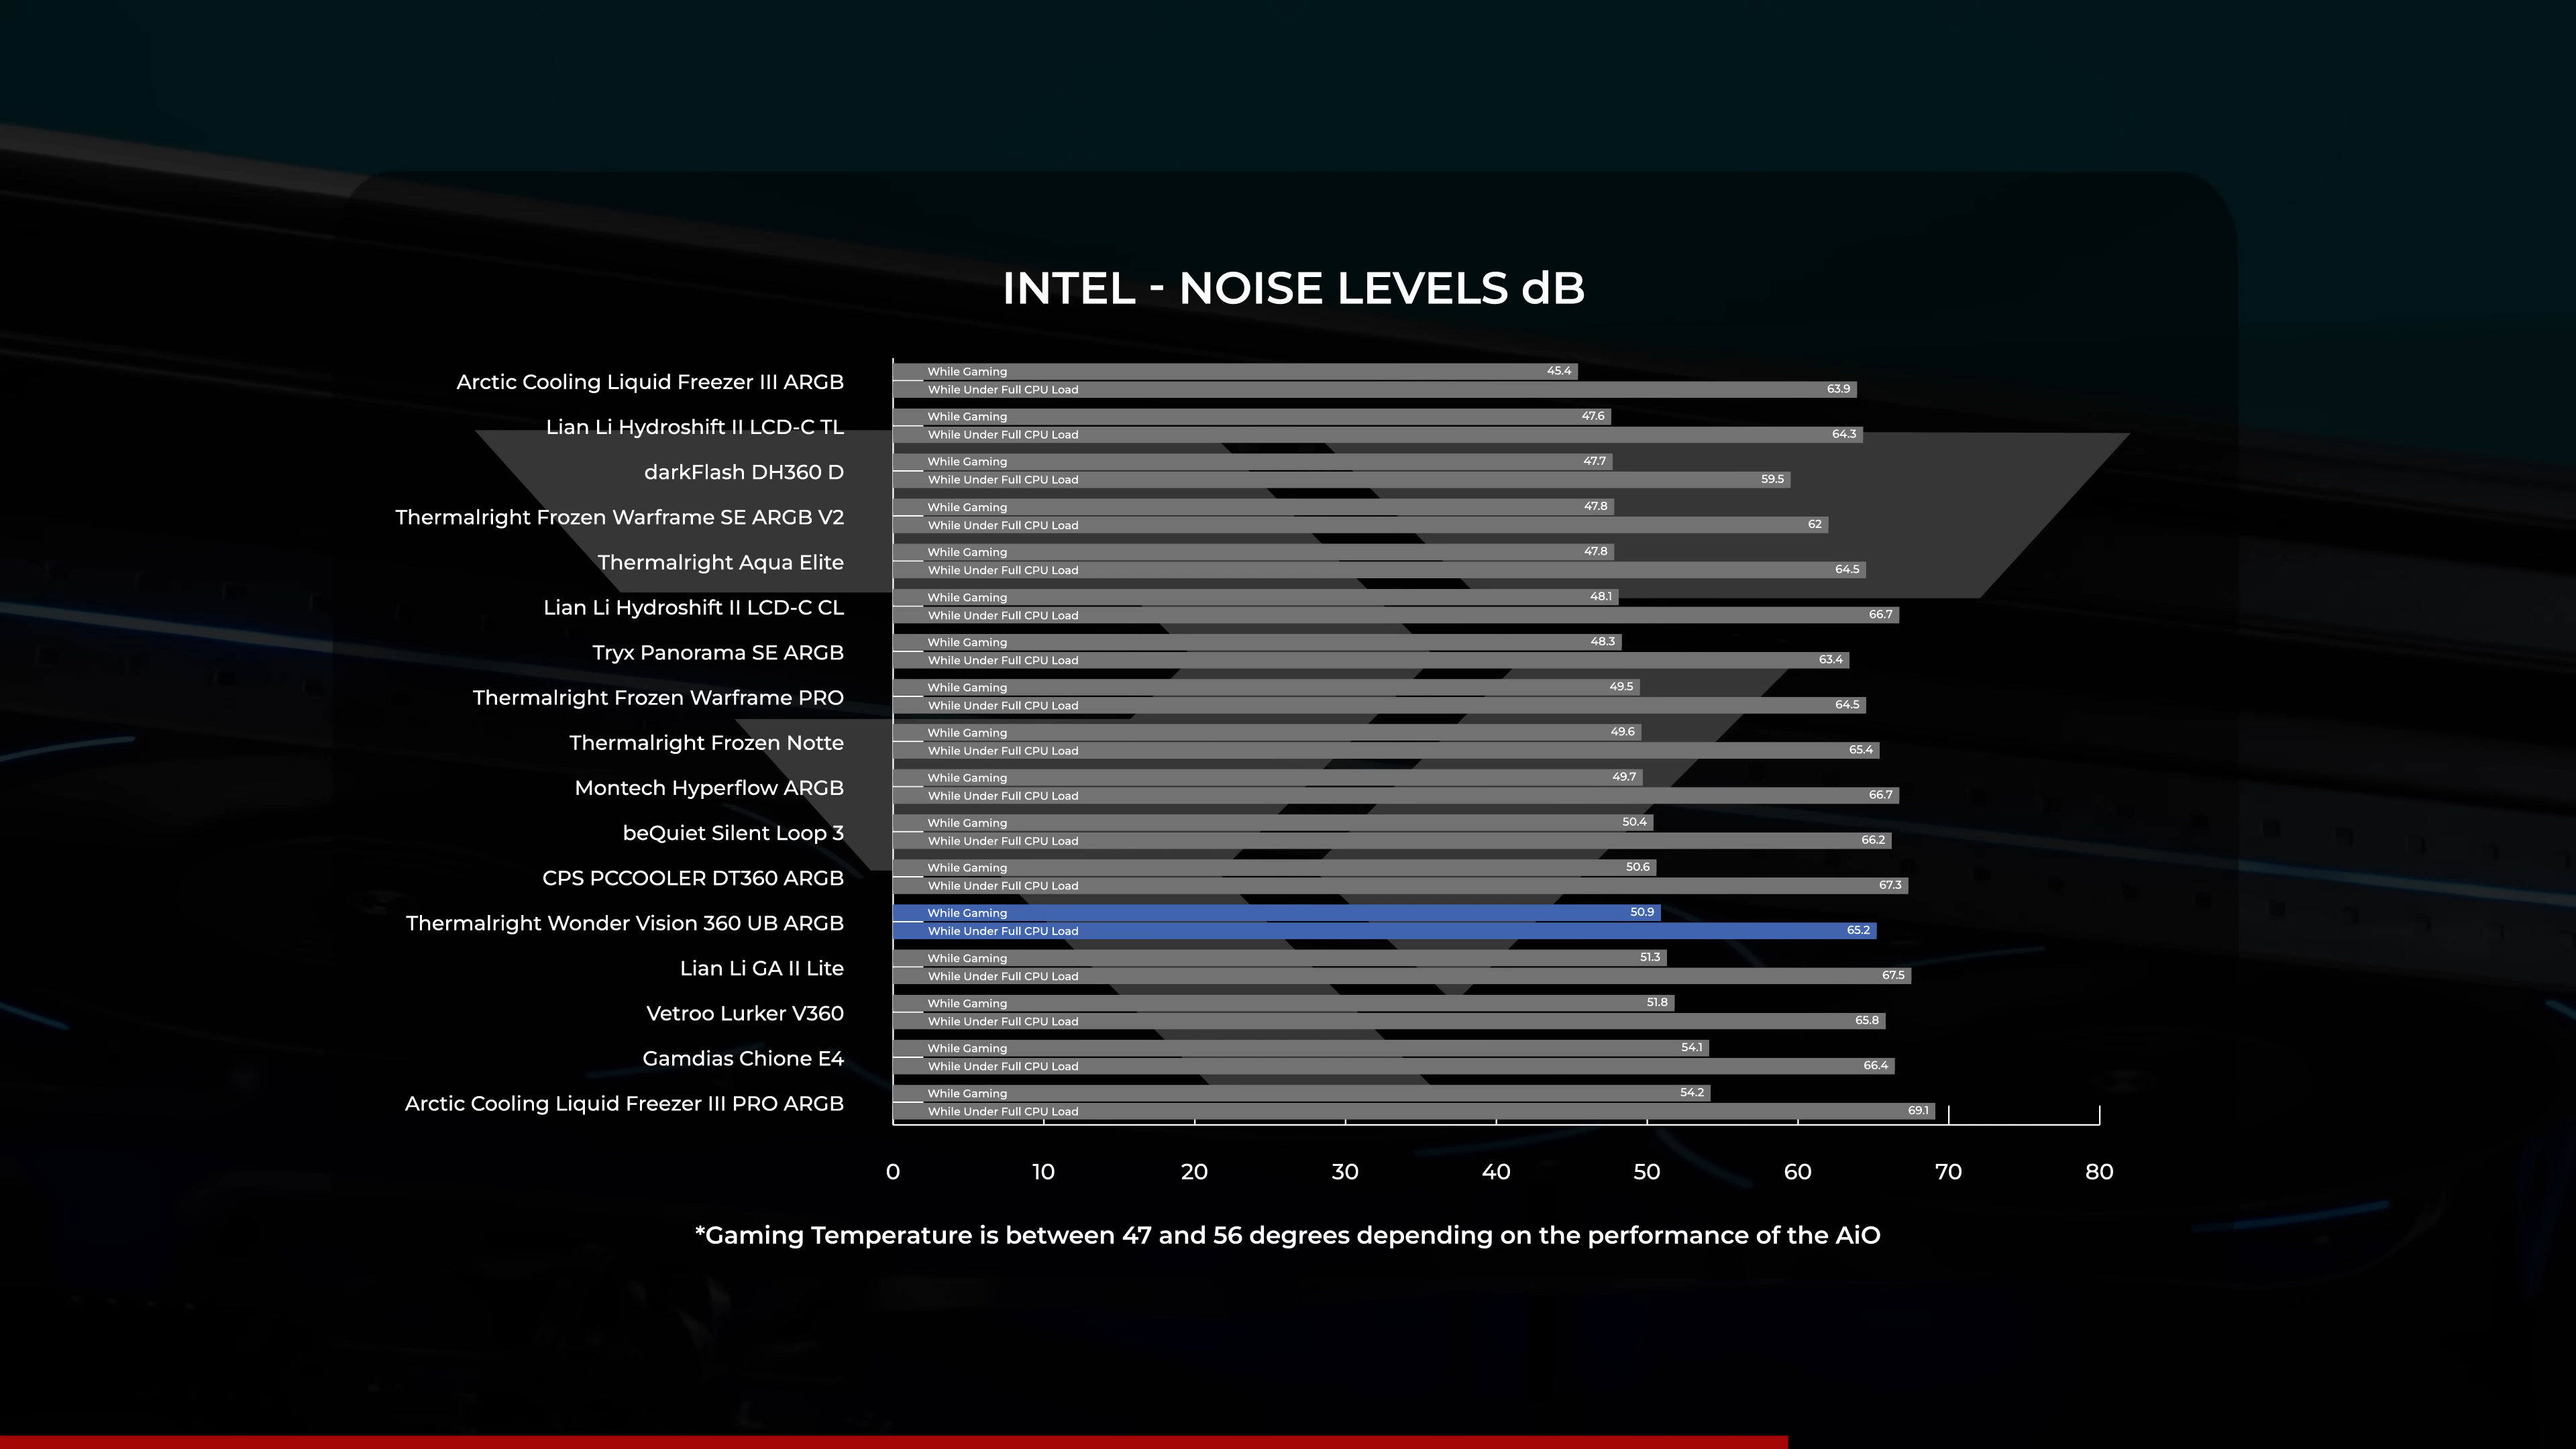 INTEL - NOISE LEVELS dB
Arctic Cooling Liquid Freezer III ARGB
While Gaming 45.4
While Under Full CPU Load 63.9
Lian Li Hydroshift II LCD-C TL
While Gaming 47.6
While Under Full CPU Load 64.3
darkFlash DH360 D
While Gaming 47.7
While Under Full CPU Load 59.5
Thermalright Frozen Warframe SE ARGB V2
While Gaming 47.8
While Under Full CPU Load 62
Thermalright Aqua Elite
While Gaming 47.8
While Under Full CPU Load 64.5
Lian Li Hydroshift II LCD-C CL
While Gaming 48.1
While Under Full CPU Load 66.7
Tryx Panorama SE ARGB
While Gaming 48.3
While Under Full CPU Load 63.4
Thermalright Frozen Warframe PRO
While Gaming 49.5
While Under Full CPU Load 64.5
Thermalright Frozen Notte
While Gaming 49.6
While Under Full CPU Load 65.4
Montech Hyperflow ARGB
While Gaming 49.7
While Under Full CPU Load 66.7
beQuiet Silent Loop 3
While Gaming 50.4
While Under Full CPU Load 66.2
CPS PCCOOLER DT360 ARGB
While Gaming 50.6
While Under Full CPU Load 67.3
Thermalright Wonder Vision 360 UB ARGB
While Gaming 50.9
While Under Full CPU Load 65.2
Lian Li GA II Lite
While Gaming 51.3
While Under Full CPU Load 67.5
Vetroo Lurker V360
While Gaming 51.8
While Under Full CPU Load 65.8
Gamdias Chione E4
While Gaming 54.1
While Under Full CPU Load 66.4
Arctic Cooling Liquid Freezer III PRO ARGB
While Gaming 54.2
While Under Full CPU Load 69.1
0 10 20 30 40 50 60 70 80
*Gaming Temperature is between 47 and 56 degrees depending on the performance of the AiO